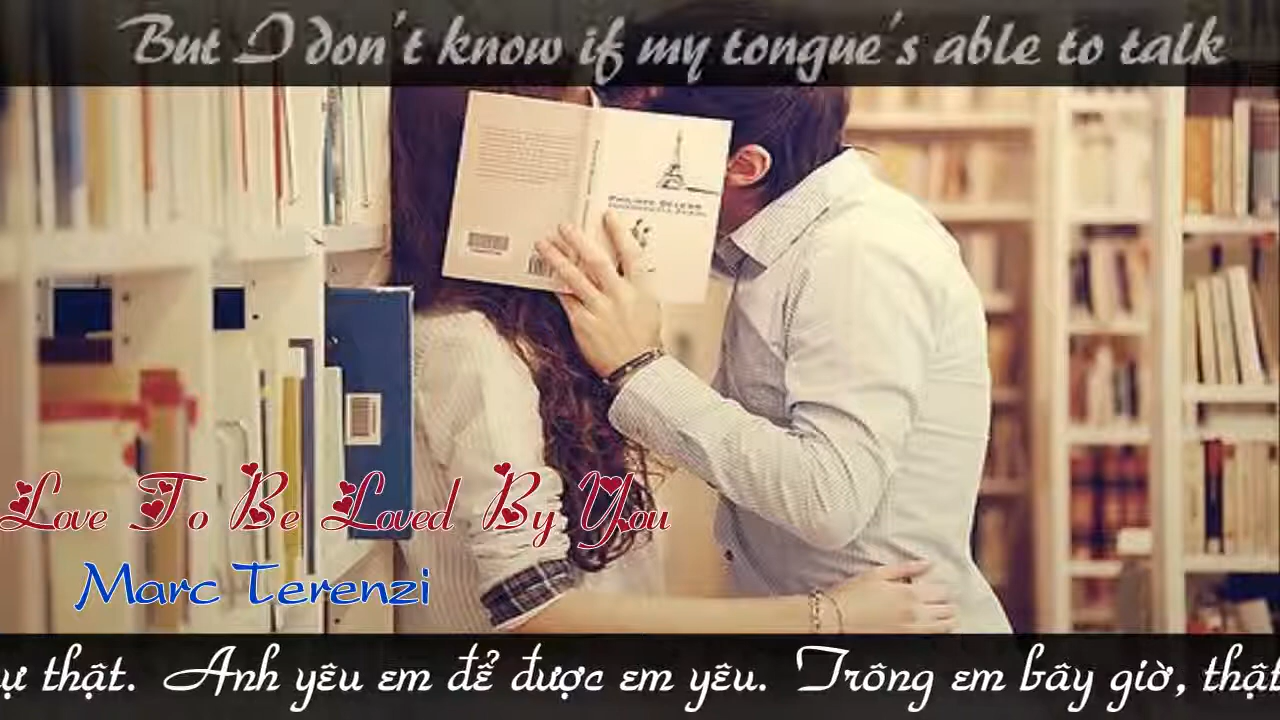 But I don't know if my tongue's able to talk
Love To Be Loved By You
Marc Terenzi
ự thật. Anh yêu em để được em yêu. Trông em bây giờ, thật